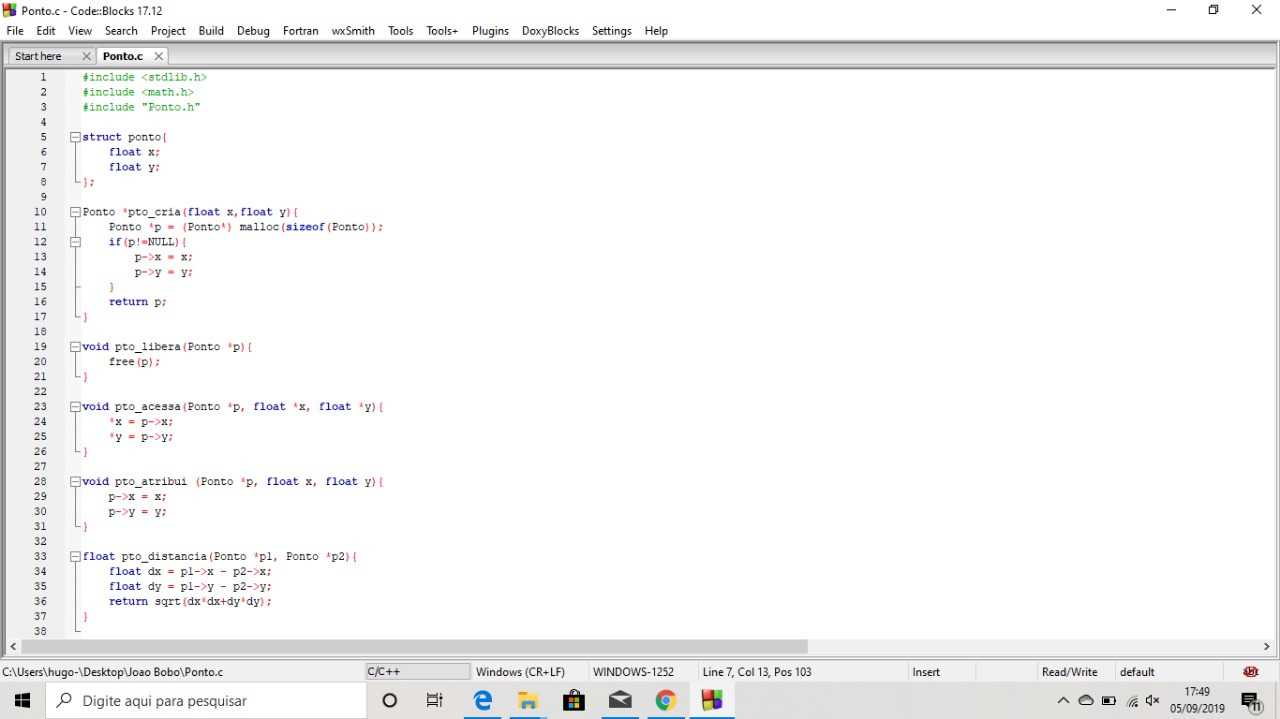 Ponto.c - Code::Blocks 17.12
File Edit View Search Project Build Debug Fortran wxSmith Tools Tools+ Plugins DoxyBlocks Settings Help
Start here Ponto.c
1 #include <stdlib.h>
2 #include <math.h>
3 #include "Ponto.h"
4
5 struct ponto{
6 float x;
7 float y;
8 };
9
10 Ponto *pto_cria(float x,float y){
11 Ponto *p = (Ponto*) malloc(sizeof(Ponto));
12 if(p!=NULL){
13 p->x = x;
14 p->y = y;
15 }
16 return p;
17 }
18
19 void pto_libera(Ponto *p){
20 free(p);
21 }
22
23 void pto_acessa(Ponto *p, float *x, float *y){
24 *x = p->x;
25 *y = p->y;
26 }
27
28 void pto_atribui (Ponto *p, float x, float y){
29 p->x = x;
30 p->y = y;
31 }
32
33 float pto_distancia(Ponto *p1, Ponto *p2){
34 float dx = p1->x - p2->x;
35 float dy = p1->y - p2->y;
36 return sqrt(dx*dx+dy*dy);
37 }
38
C:\Users\hugo-\Desktop\Joao Bobo\Ponto.c C/C++ Windows (CR+LF) WINDOWS-1252 Line 7, Col 13, Pos 103 Insert Read/Write default
Digite aqui para pesquisar
17:49
05/09/2019
11